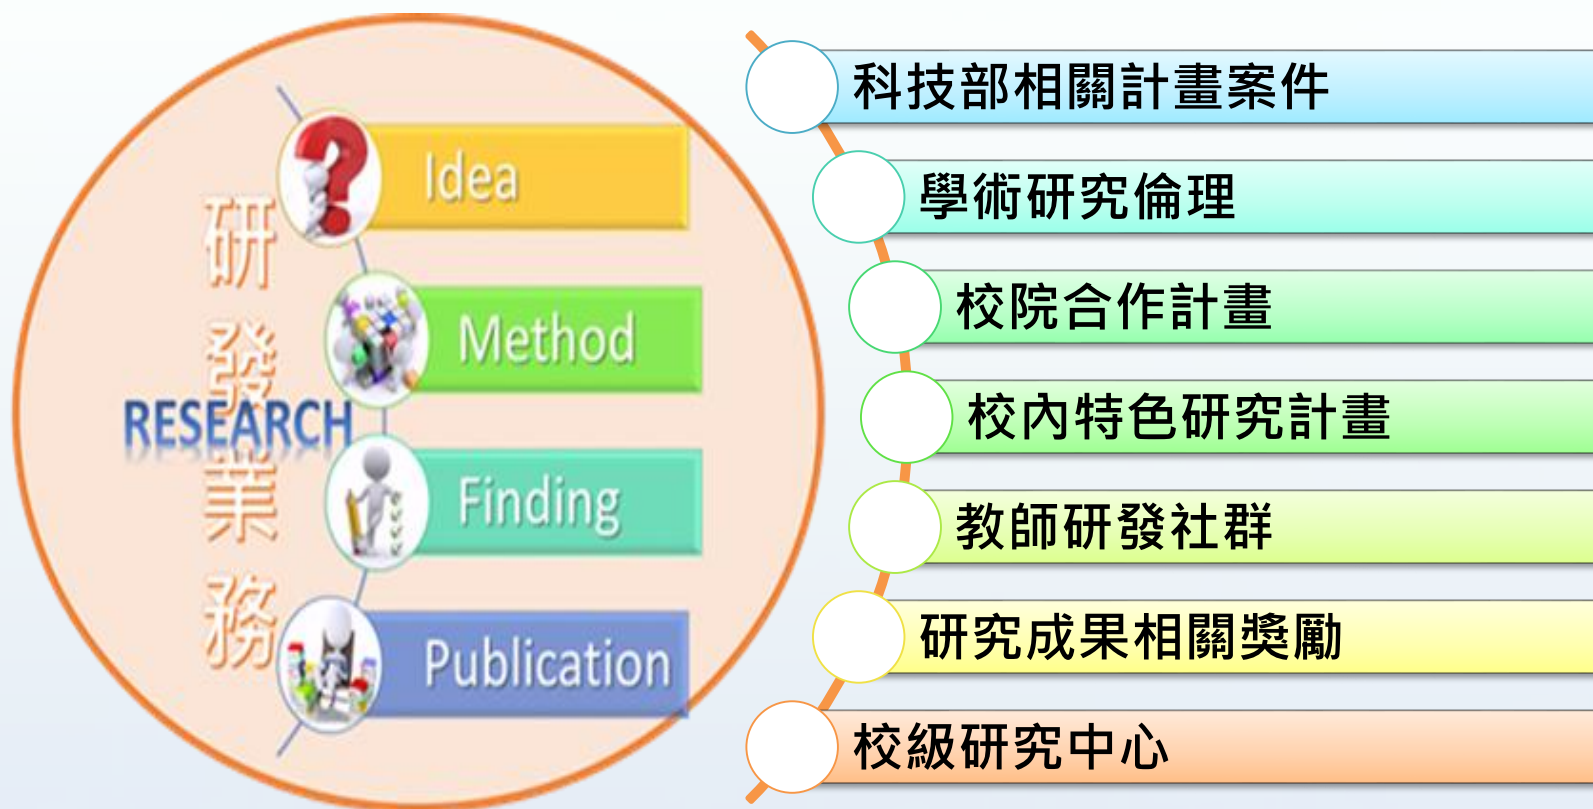 研發業務
RESEARCH
Idea
Method
Finding
Publication
科技部相關計畫案件
學術研究倫理
校院合作計畫
校內特色研究計畫
教師研發社群
研究成果相關獎勵
校級研究中心